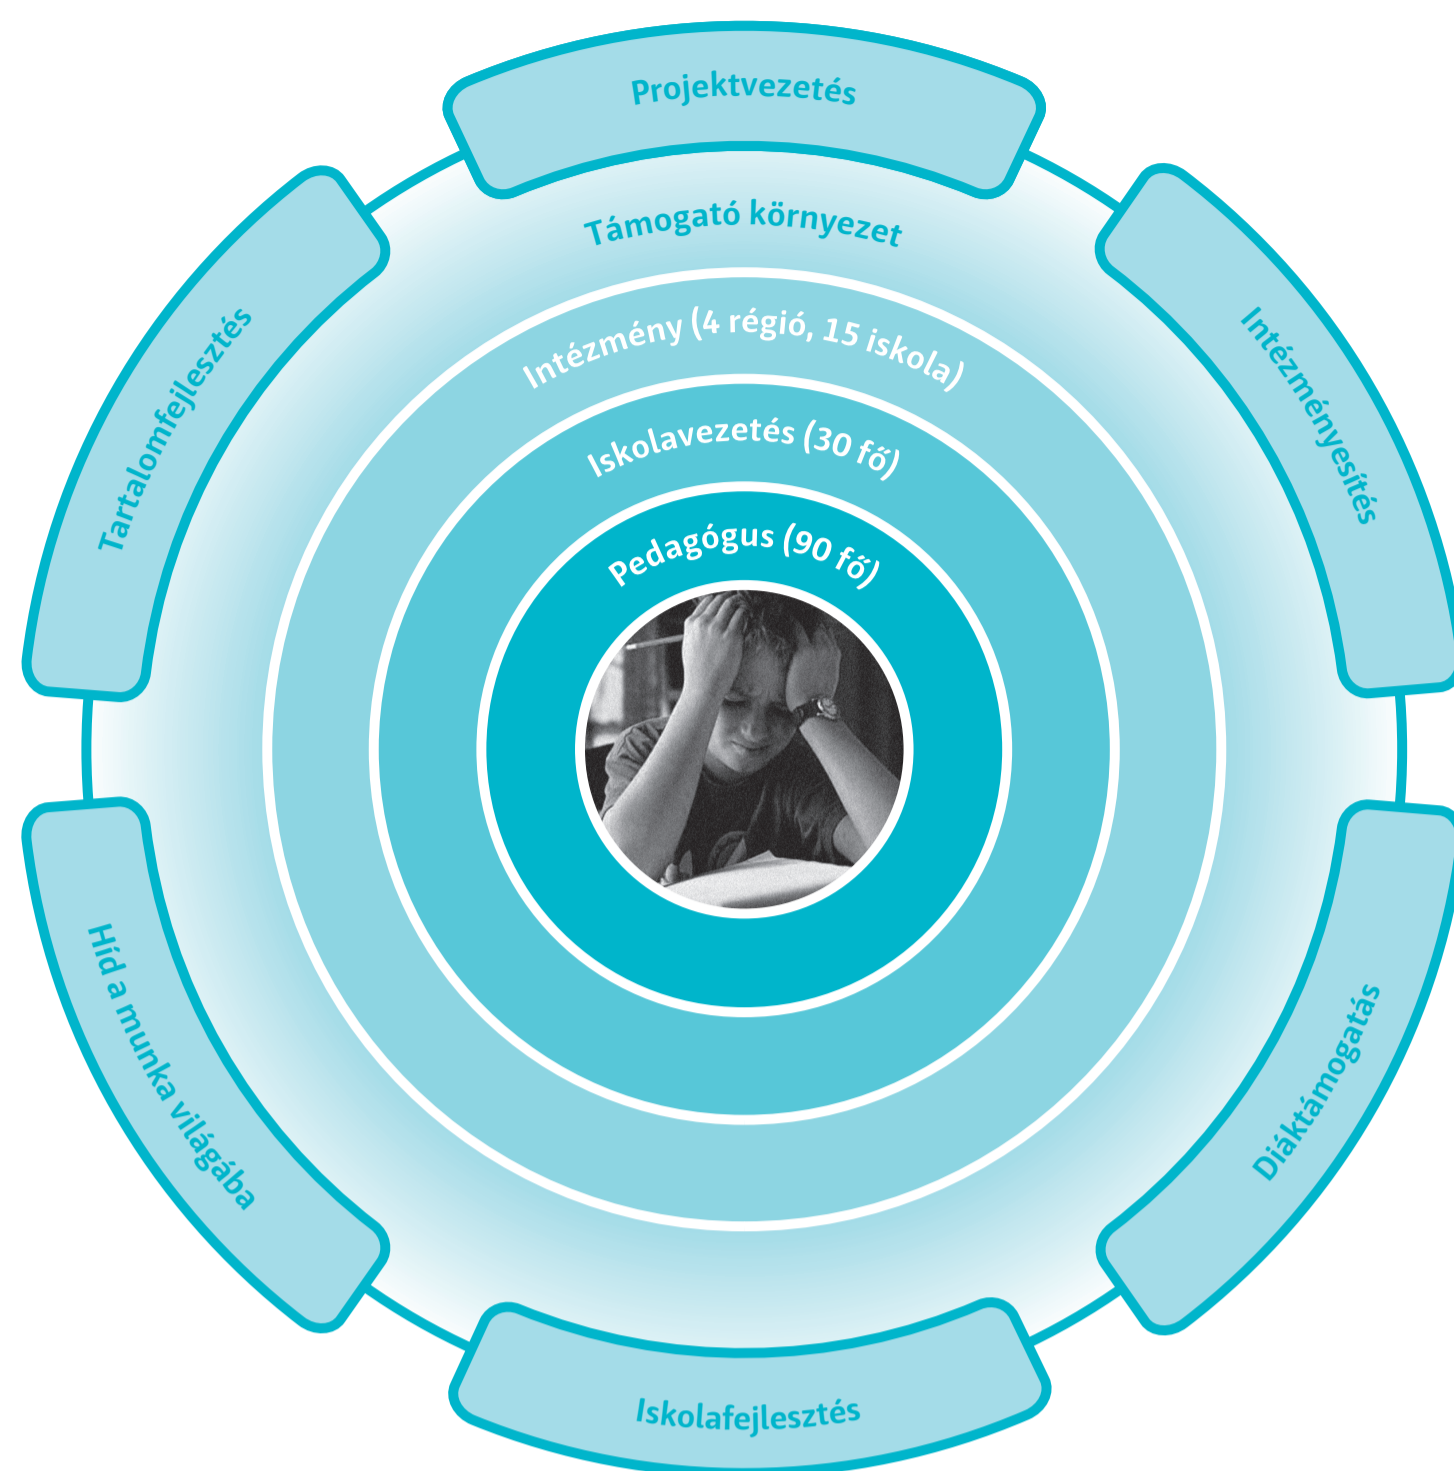 Projektvezetés
Támogató környezet
Intézmény (4 régió, 15 iskola)
Iskolavezetés (30 fő)
Pedagógus (90 fő)
Tartalomfejlesztés
Intézményesítés
Híd a munka világába
Diáktámogatás
Iskolafejlesztés